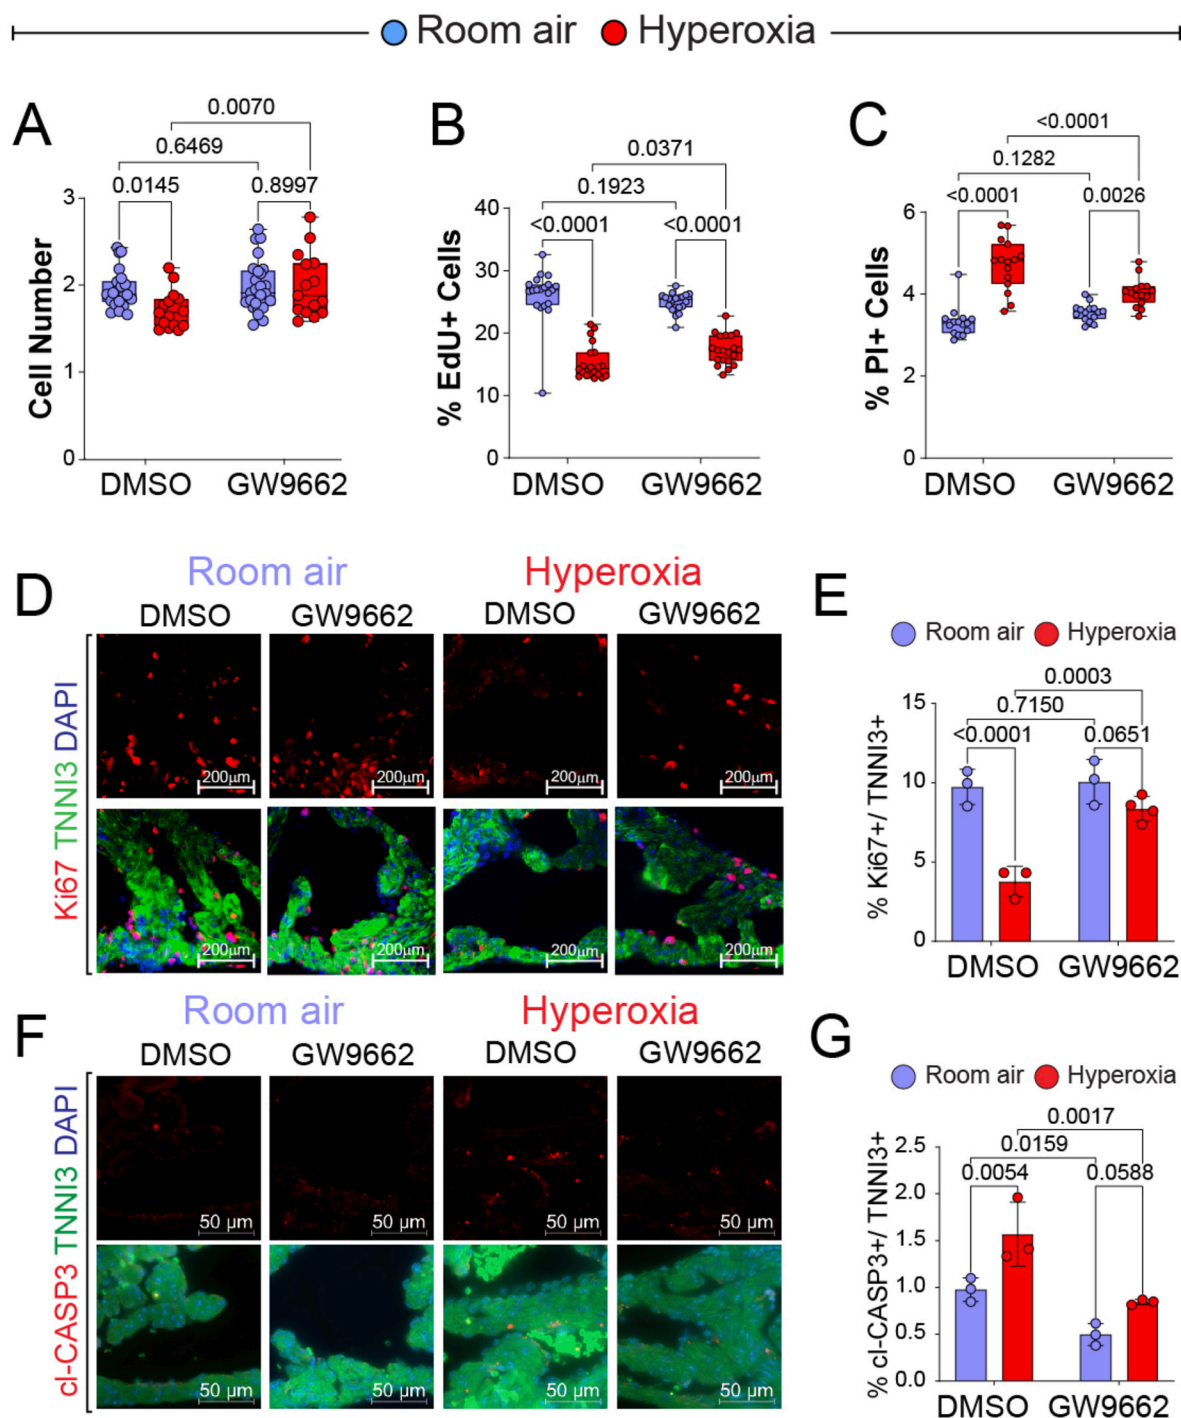 Room air Hyperoxia
A
0.0070
0.6469
0.0145 0.8997
3
2
1
0
Cell Number
DMSO GW9662
B
0.0371
0.1923
<0.0001 <0.0001
40
30
20
10
0
% EdU+ Cells
DMSO GW9662
C
<0.0001
0.1282
<0.0001 0.0026
6
4
2
0
% PI+ Cells
DMSO GW9662
D
Room air Hyperoxia
DMSO GW9662 DMSO GW9662
Ki67 TNNI3 DAPI
200μm 200μm 200μm 200μm
200μm 200μm 200μm 200μm
E
Room air Hyperoxia
0.0003
0.7150
<0.0001 0.0651
15
10
5
0
% Ki67+/ TNNI3+
DMSO GW9662
F
Room air Hyperoxia
DMSO GW9662 DMSO GW9662
cl-CASP3 TNNI3 DAPI
50 μm 50 μm 50 μm 50 μm
50 μm 50 μm 50 μm 50 μm
G
Room air Hyperoxia
0.0017
0.0159
0.0054 0.0588
2.5
2.0
1.5
1.0
0.5
0.0
% cl-CASP3+/ TNNI3+
DMSO GW9662